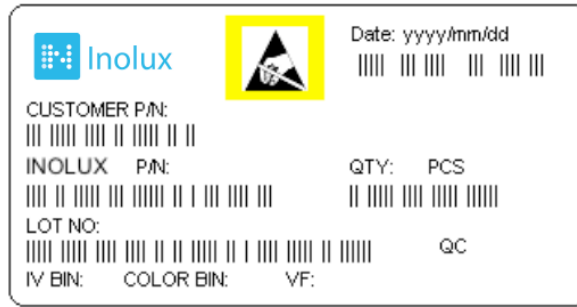 Inolux
Date: yyyy/mm/dd
CUSTOMER P/N:
INOLUX P/N: QTY: PCS
LOT NO:
QC
IV BIN: COLOR BIN: VF: